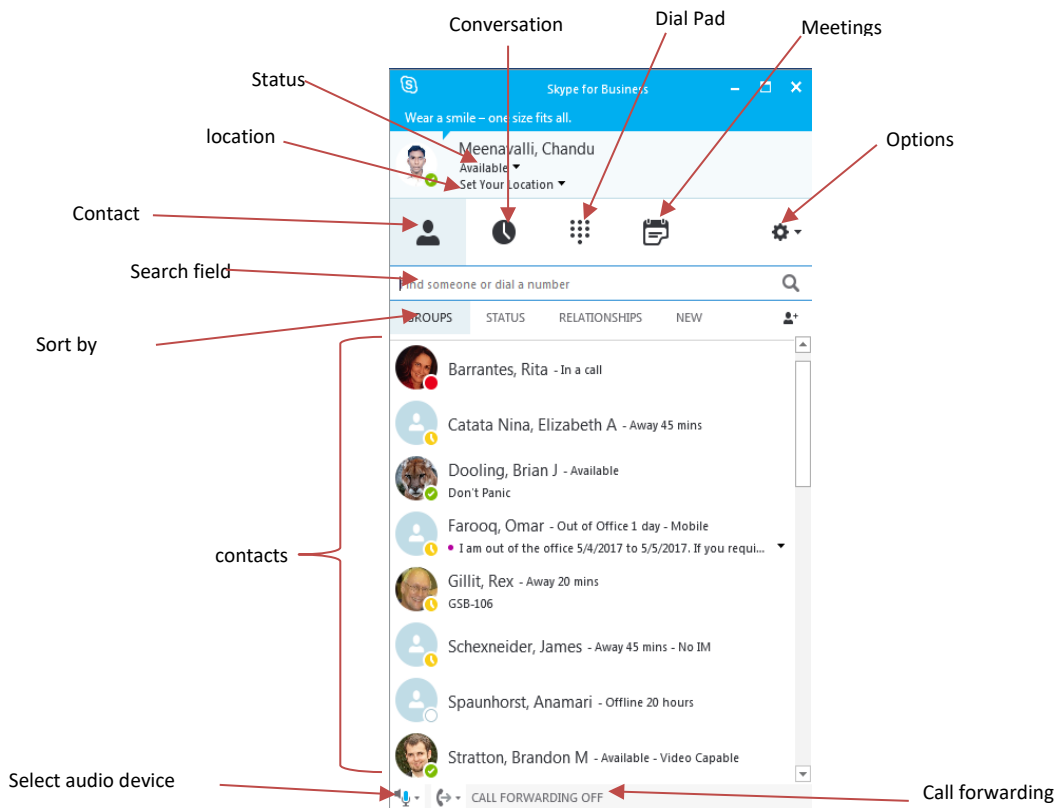 Conversation
Dial Pad
Meetings
Status
Skype for Business
Wear a smile – one size fits all.
location
Meenavalli, Chandu
Available
Set Your Location
Options
Contact
Search field
Find someone or dial a number
Sort by
GROUPS STATUS RELATIONSHIPS NEW
Barrantes, Rita - In a call
Catata Nina, Elizabeth A - Away 45 mins
Dooling, Brian J - Available
Don't Panic
Farooq, Omar - Out of Office 1 day - Mobile
I am out of the office 5/4/2017 to 5/5/2017. If you requi...
contacts
Gillit, Rex - Away 20 mins
GSB-106
Schexneider, James - Away 45 mins - No IM
Spaunhorst, Anamari - Offline 20 hours
Stratton, Brandon M - Available - Video Capable
Select audio device
CALL FORWARDING OFF
Call forwarding